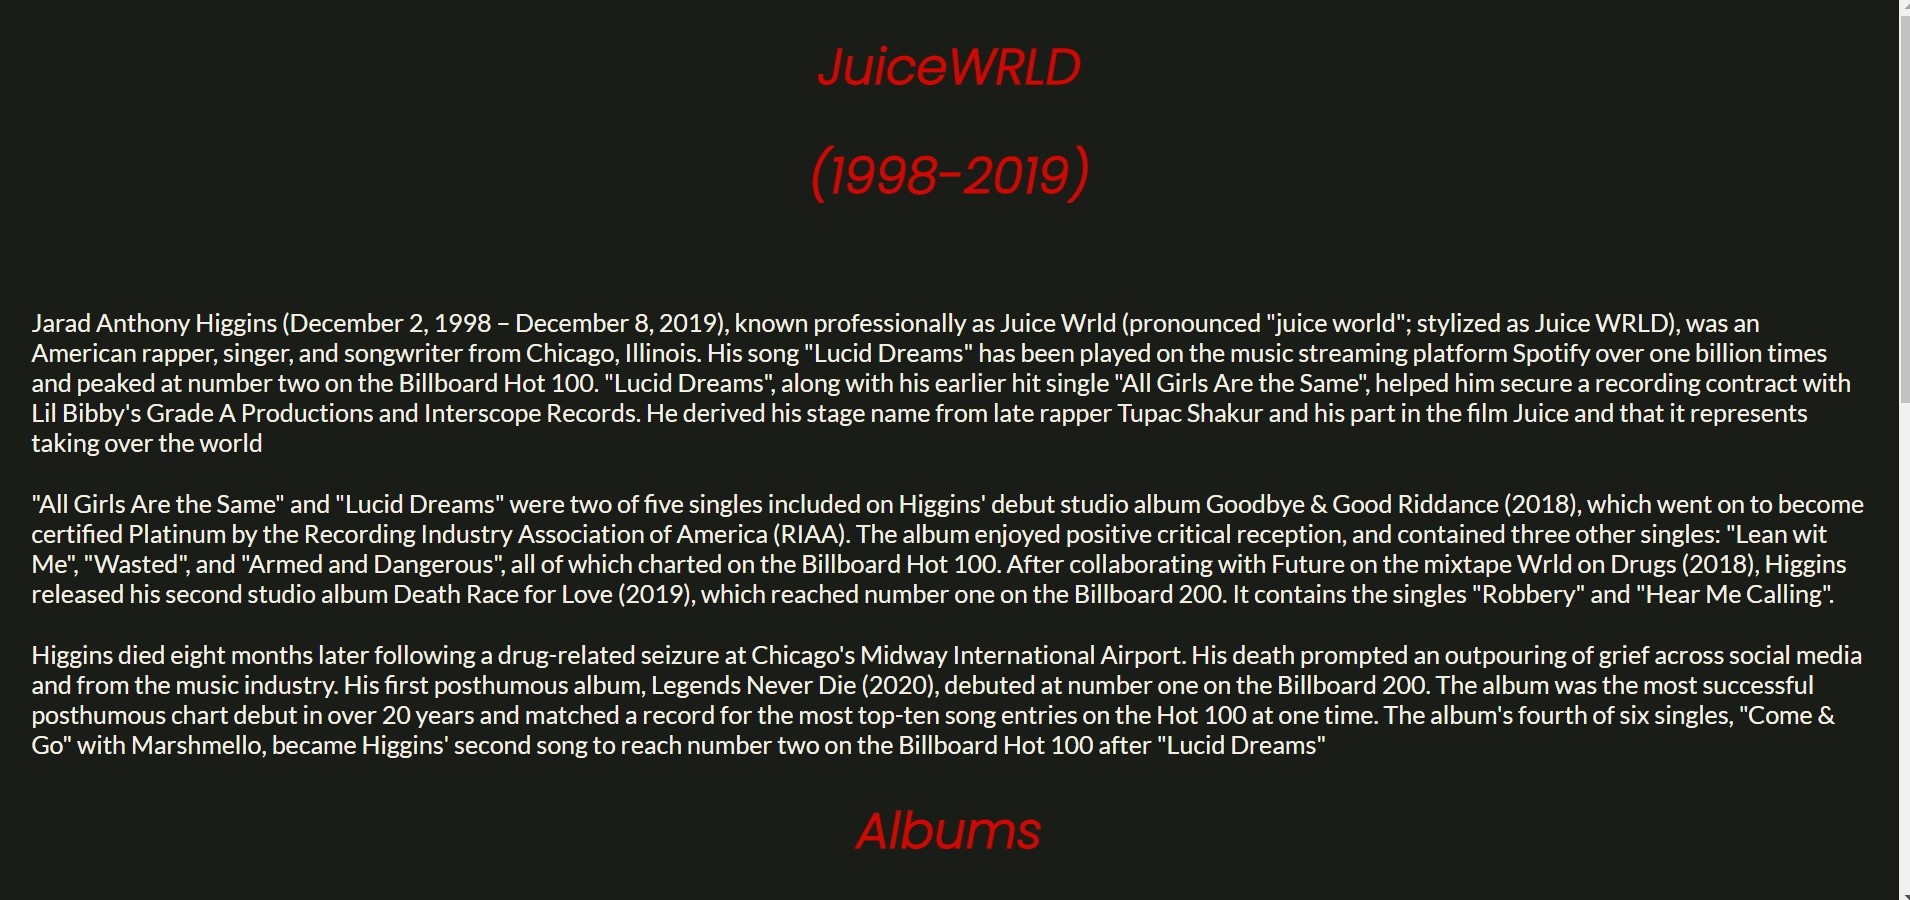 JuiceWRLD
(1998-2019)
Jarad Anthony Higgins (December 2, 1998 – December 8, 2019), known professionally as Juice Wrld (pronounced "juice world"; stylized as Juice WRLD), was an
American rapper, singer, and songwriter from Chicago, Illinois. His song "Lucid Dreams" has been played on the music streaming platform Spotify over one billion times
and peaked at number two on the Billboard Hot 100. "Lucid Dreams", along with his earlier hit single "All Girls Are the Same", helped him secure a recording contract with
Lil Bibby's Grade A Productions and Interscope Records. He derived his stage name from late rapper Tupac Shakur and his part in the film Juice and that it represents
taking over the world
"All Girls Are the Same" and "Lucid Dreams" were two of five singles included on Higgins' debut studio album Goodbye & Good Riddance (2018), which went on to become
certified Platinum by the Recording Industry Association of America (RIAA). The album enjoyed positive critical reception, and contained three other singles: "Lean wit
Me", "Wasted", and "Armed and Dangerous", all of which charted on the Billboard Hot 100. After collaborating with Future on the mixtape Wrld on Drugs (2018), Higgins
released his second studio album Death Race for Love (2019), which reached number one on the Billboard 200. It contains the singles "Robbery" and "Hear Me Calling".
Higgins died eight months later following a drug-related seizure at Chicago's Midway International Airport. His death prompted an outpouring of grief across social media
and from the music industry. His first posthumous album, Legends Never Die (2020), debuted at number one on the Billboard 200. The album was the most successful
posthumous chart debut in over 20 years and matched a record for the most top-ten song entries on the Hot 100 at one time. The album's fourth of six singles, "Come &
Go" with Marshmello, became Higgins' second song to reach number two on the Billboard Hot 100 after "Lucid Dreams"
Albums